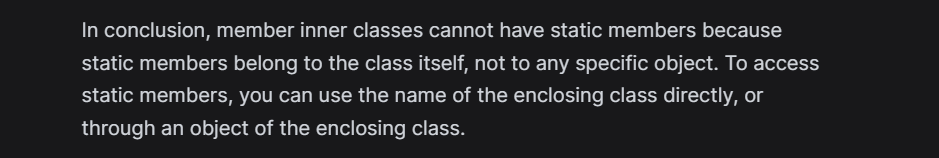 In conclusion, member inner classes cannot have static members because
static members belong to the class itself, not to any specific object. To access
static members, you can use the name of the enclosing class directly, or
through an object of the enclosing class.